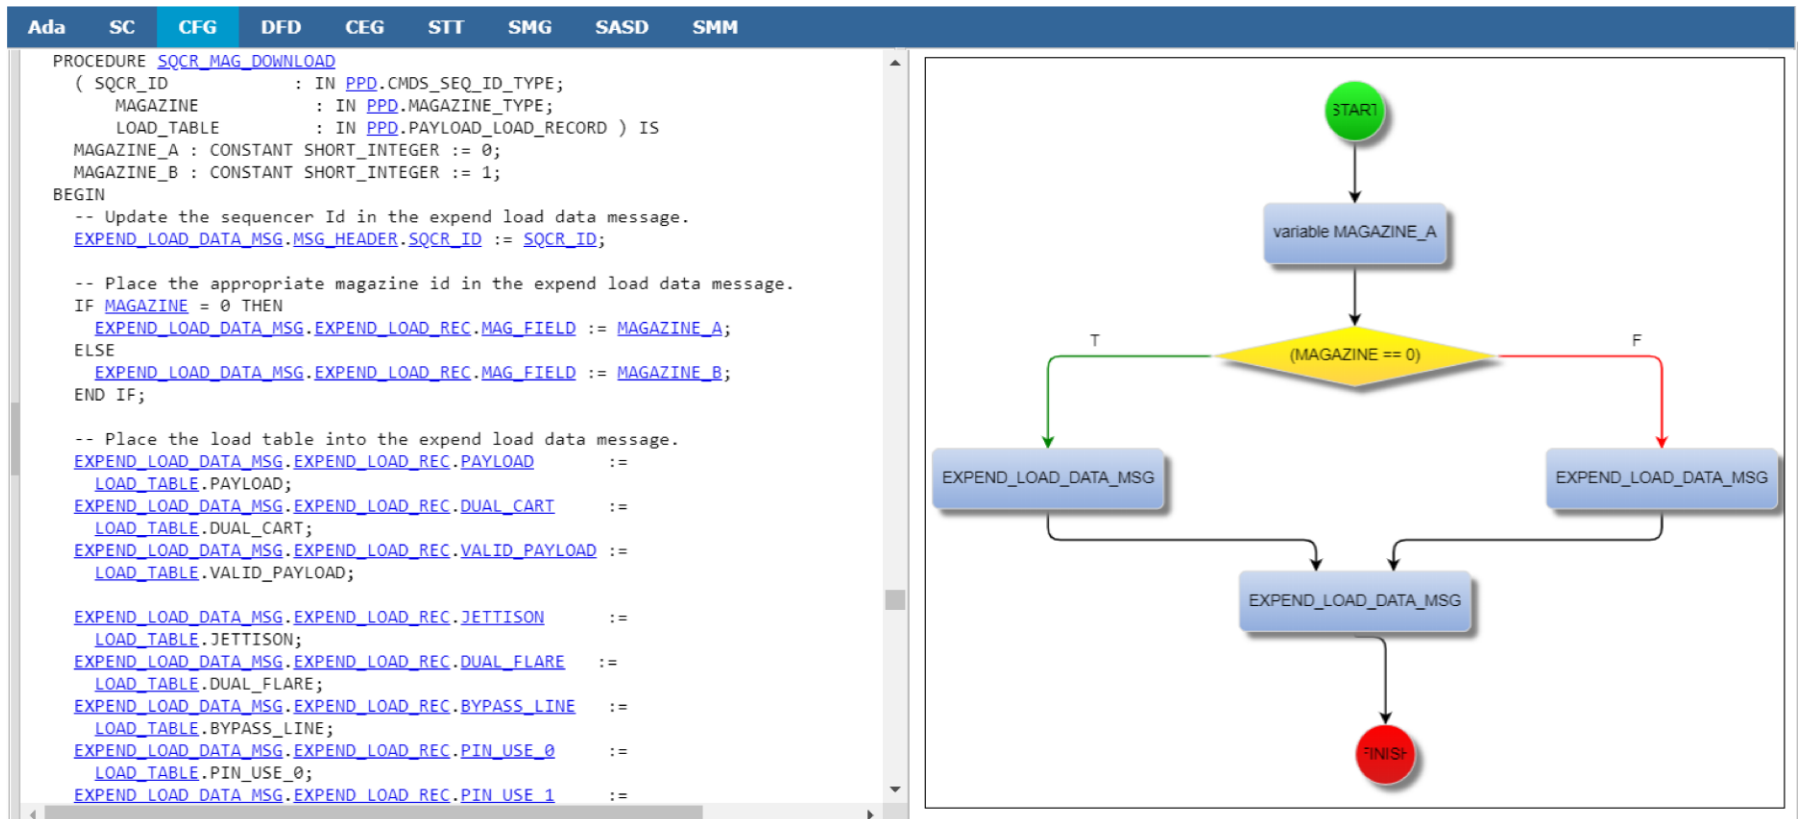 Ada SC CFG DFD CEG STT SMG SASD SMM
PROCEDURE SQCR_MAG_DOWNLOAD
( SQCR_ID : IN PPD.CMDS_SEQ_ID_TYPE;
MAGAZINE : IN PPD.MAGAZINE_TYPE;
LOAD_TABLE : IN PPD.PAYLOAD_LOAD_RECORD ) IS
MAGAZINE_A : CONSTANT SHORT_INTEGER := 0;
MAGAZINE_B : CONSTANT SHORT_INTEGER := 1;
BEGIN
-- Update the sequencer Id in the expend load data message.
EXPEND_LOAD_DATA_MSG.MSG_HEADER.SQCR_ID := SQCR_ID;
-- Place the appropriate magazine id in the expend load data message.
IF MAGAZINE = 0 THEN
EXPEND_LOAD_DATA_MSG.EXPEND_LOAD_REC.MAG_FIELD := MAGAZINE_A;
ELSE
EXPEND_LOAD_DATA_MSG.EXPEND_LOAD_REC.MAG_FIELD := MAGAZINE_B;
END IF;
-- Place the load table into the expend load data message.
EXPEND_LOAD_DATA_MSG.EXPEND_LOAD_REC.PAYLOAD :=
LOAD_TABLE.PAYLOAD;
EXPEND_LOAD_DATA_MSG.EXPEND_LOAD_REC.DUAL_CART :=
LOAD_TABLE.DUAL_CART;
EXPEND_LOAD_DATA_MSG.EXPEND_LOAD_REC.VALID_PAYLOAD :=
LOAD_TABLE.VALID_PAYLOAD;
EXPEND_LOAD_DATA_MSG.EXPEND_LOAD_REC.JETTISON :=
LOAD_TABLE.JETTISON;
EXPEND_LOAD_DATA_MSG.EXPEND_LOAD_REC.DUAL_FLARE :=
LOAD_TABLE.DUAL_FLARE;
EXPEND_LOAD_DATA_MSG.EXPEND_LOAD_REC.BYPASS_LINE :=
LOAD_TABLE.BYPASS_LINE;
EXPEND_LOAD_DATA_MSG.EXPEND_LOAD_REC.PIN_USE_0 :=
LOAD_TABLE.PIN_USE_0;
EXPEND_LOAD_DATA_MSG.EXPEND_LOAD_REC.PIN_USE_1 :=
START
variable MAGAZINE_A
(MAGAZINE == 0)
T
F
EXPEND_LOAD_DATA_MSG
EXPEND_LOAD_DATA_MSG
EXPEND_LOAD_DATA_MSG
FINISH